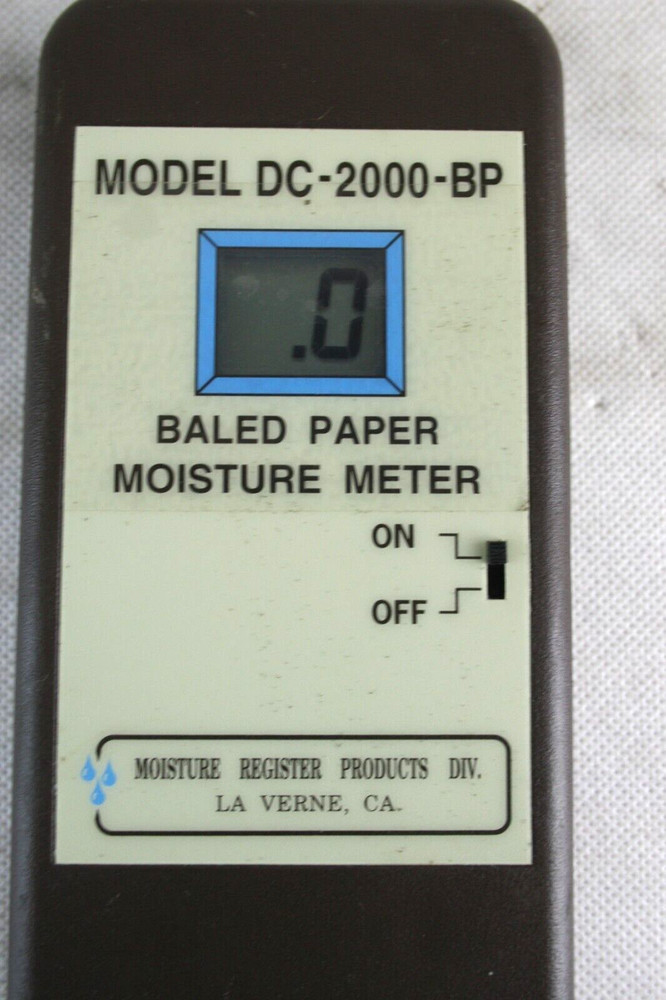 MODEL DC-2000-BP
.0
BALED PAPER
MOISTURE METER
ON
OFF
MOISTURE REGISTER PRODUCTS DIV.
LA VERNE, CA.